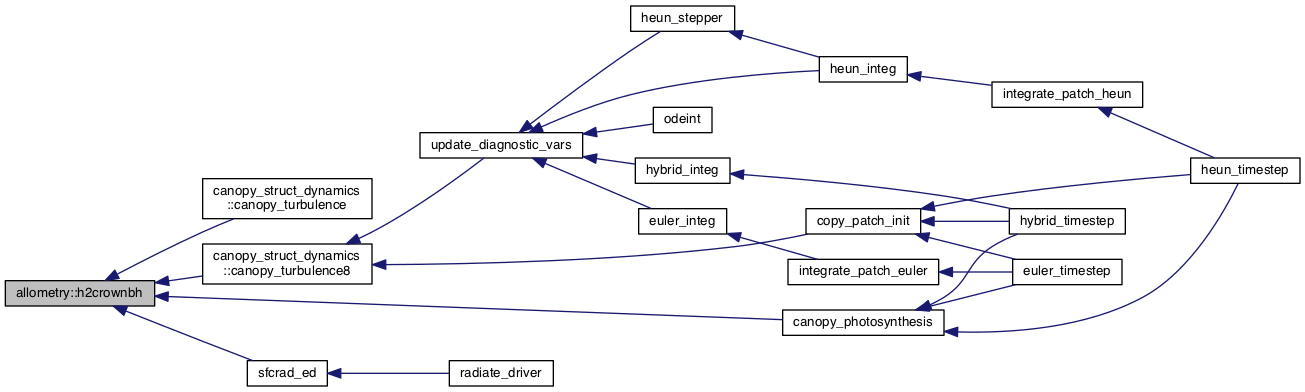 heun_stepper
heun_integ
integrate_patch_heun
odeint
update_diagnostic_vars
hybrid_integ
heun_timestep
canopy_struct_dynamics
::canopy_turbulence
euler_integ
copy_patch_init
hybrid_timestep
canopy_struct_dynamics
::canopy_turbulence8
integrate_patch_euler
euler_timestep
allometry::h2crownbh
canopy_photosynthesis
sfcrad_ed
radiate_driver